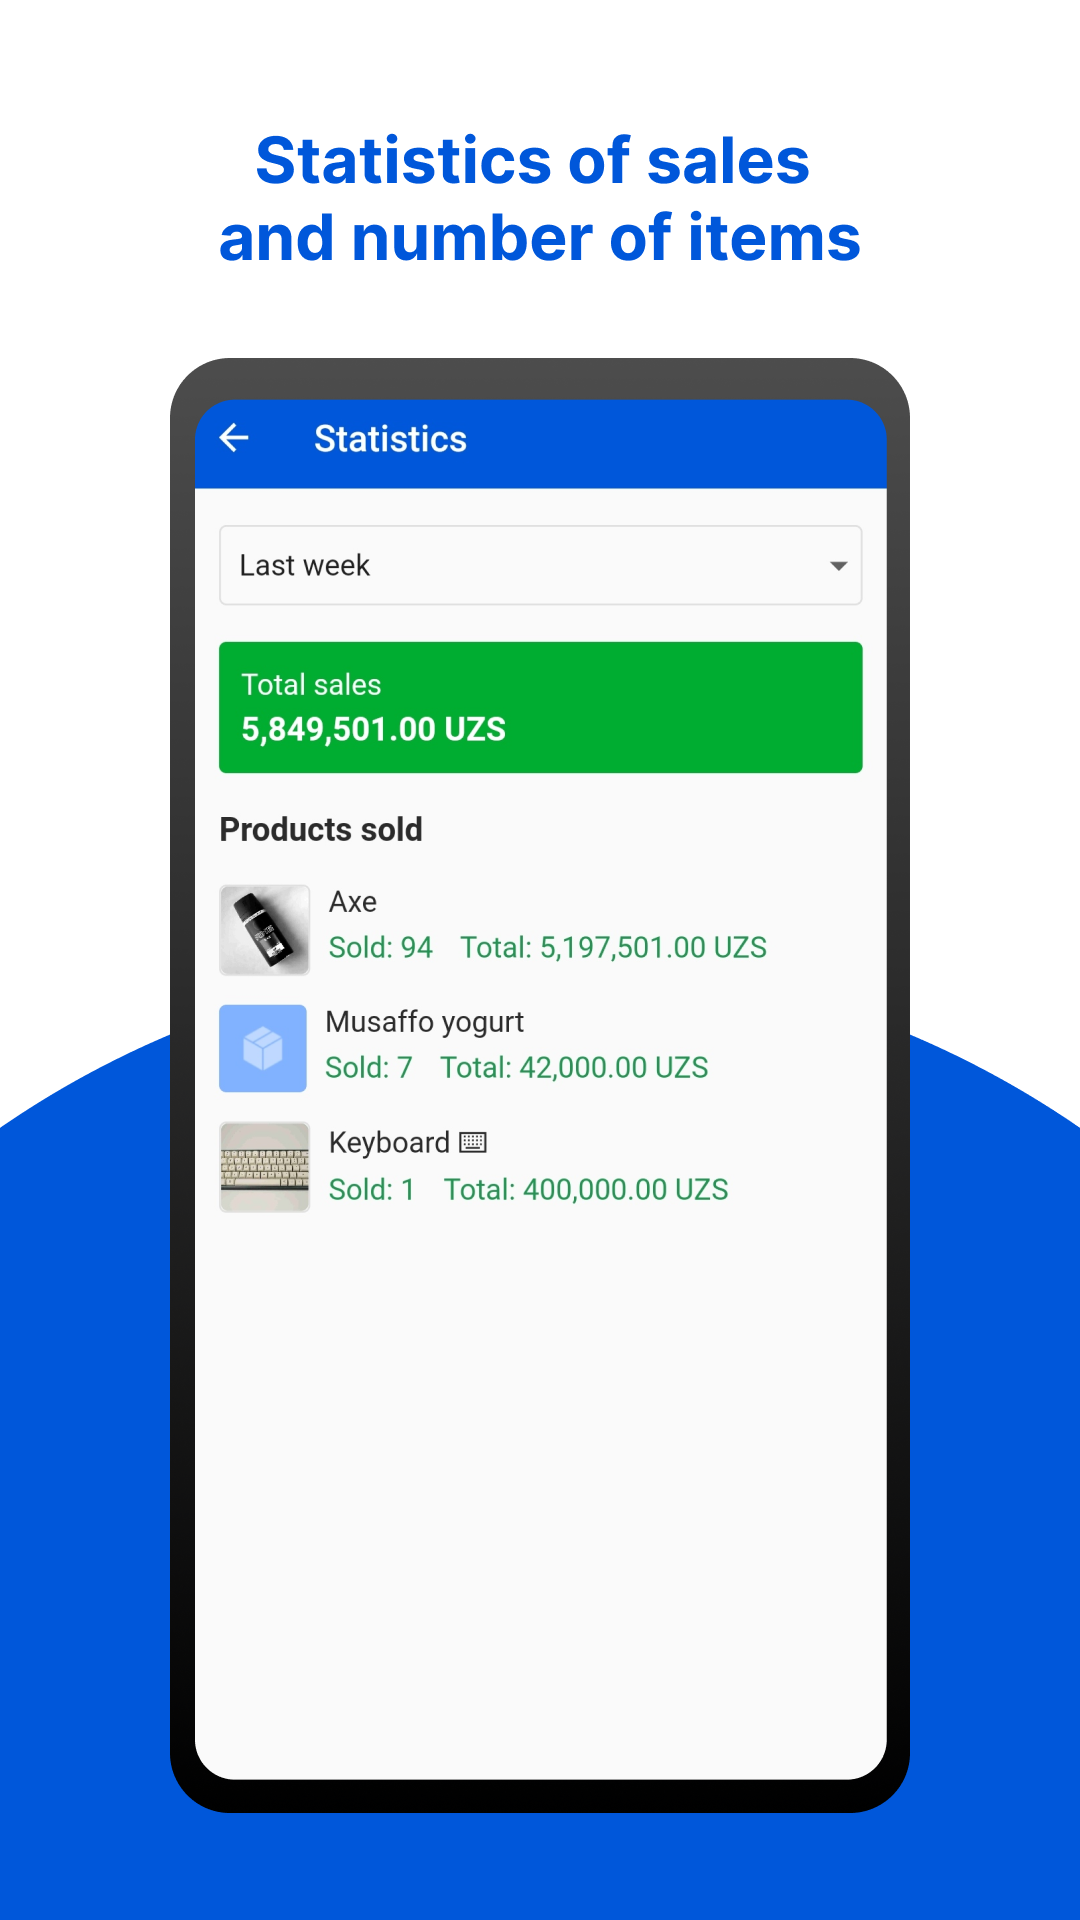 Statistics of sales
and number of items
Statistics
Last week
Total sales
5,849,501.00 UZS
Products sold
Axe
Sold: 94 Total: 5,197,501.00 UZS
Musaffo yogurt
Sold: 7 Total: 42,000.00 UZS
Keyboard ⌨
Sold: 1 Total: 400,000.00 UZS